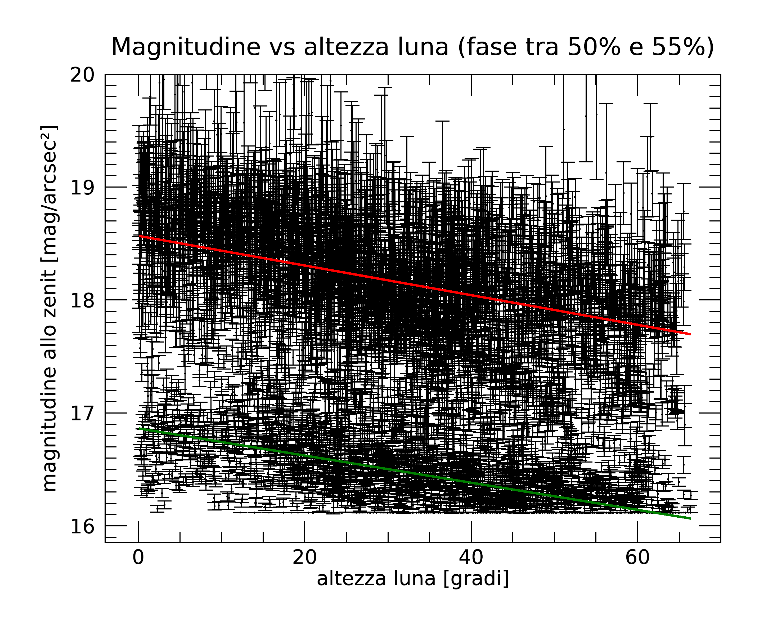 Magnitudine vs altezza luna (fase tra 50% e 55%)
magnitudine allo zenit [mag/arcsec²]
20
19
18
17
16
0 20 40 60
altezza luna [gradi]